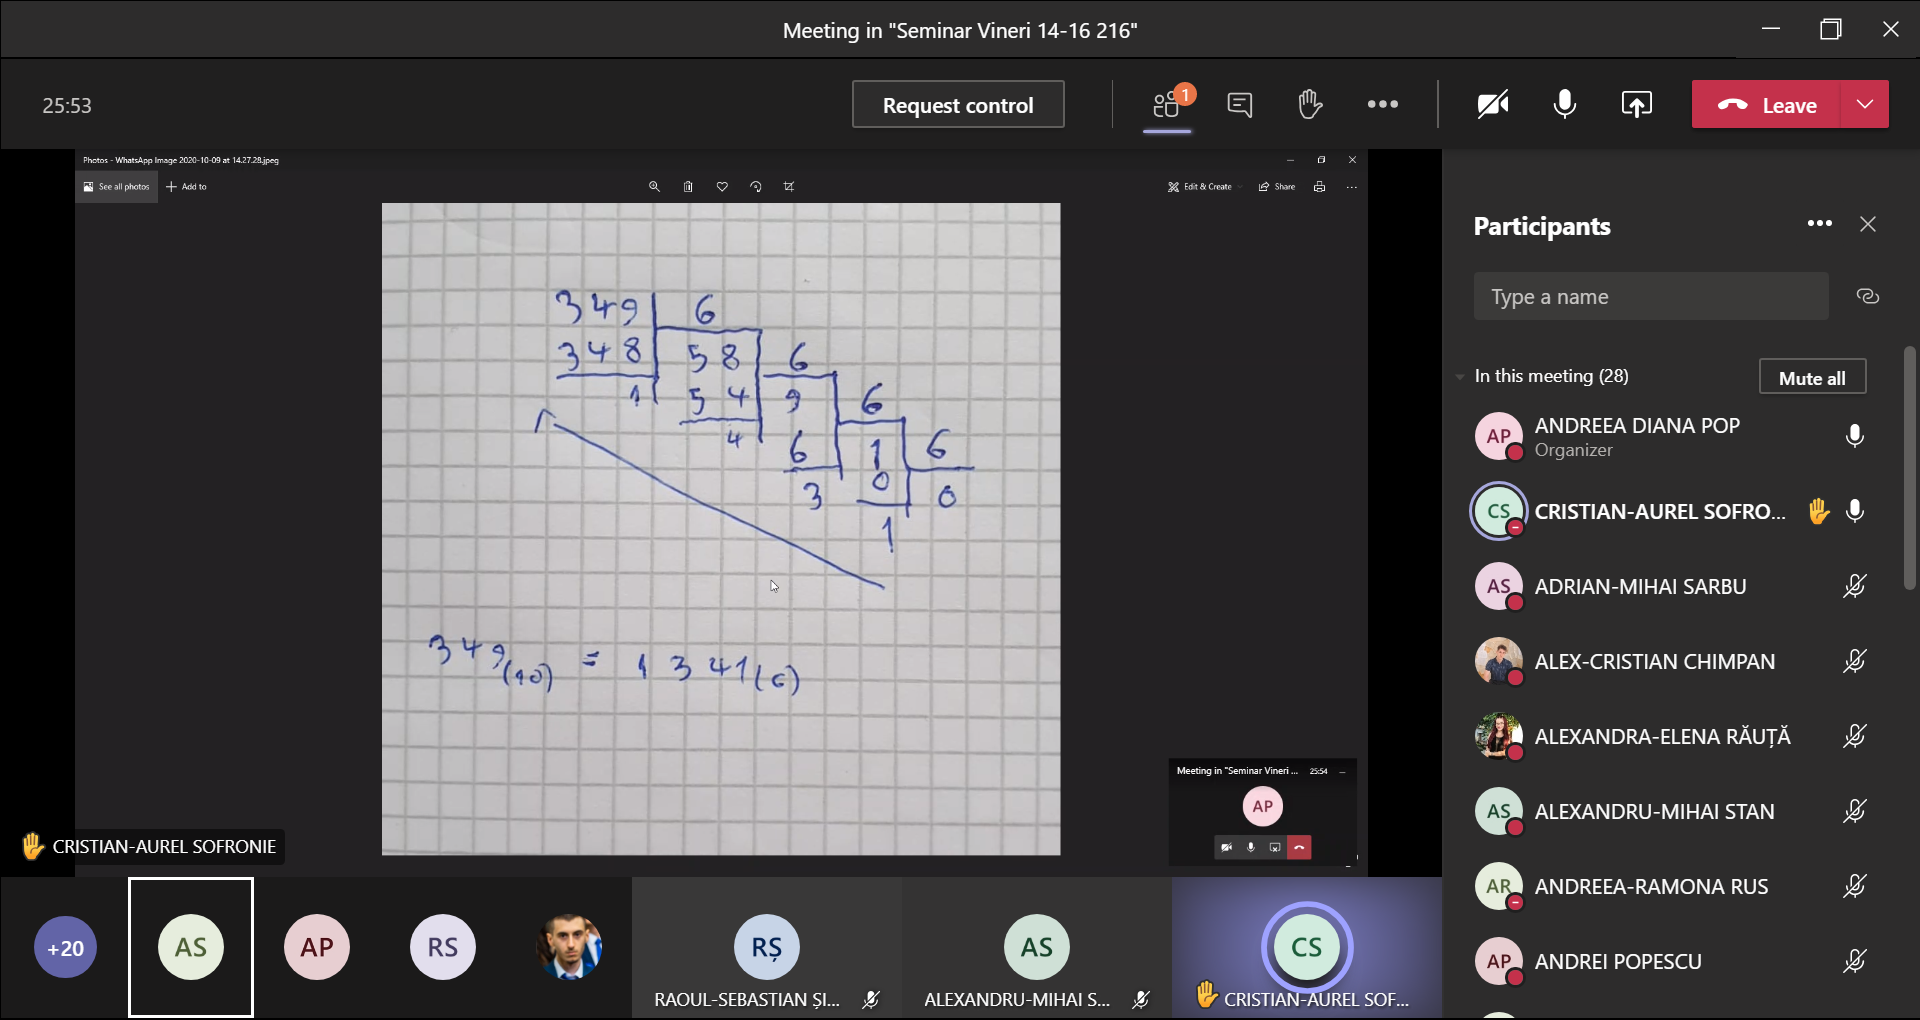 Meeting in "Seminar Vineri 14-16 216"
25:53
Request control
1
Leave
Photos - WhatsApp Image 2020-10-09 at 14.27.28.jpeg
See all photos
Add to
Edit & Create
Share
349 6
348 58 6
1 54 9 6
4 6 1 6
3 0 0
1
349(10) = 1341(6)
Meeting in "Seminar Vineri ... 25:54
AP
CRISTIAN-AUREL SOFRONIE
+20
AS
AP
RS
RȘ
RAOUL-SEBASTIAN ȘI...
AS
ALEXANDRU-MIHAI S...
CS
CRISTIAN-AUREL SOF...
Participants
Type a name
In this meeting (28)
Mute all
AP ANDREEA DIANA POP
Organizer
CS CRISTIAN-AUREL SOFRO...
AS ADRIAN-MIHAI SARBU
ALEX-CRISTIAN CHIMPAN
ALEXANDRA-ELENA RĂUȚĂ
AS ALEXANDRU-MIHAI STAN
AR ANDREEA-RAMONA RUS
AP ANDREI POPESCU